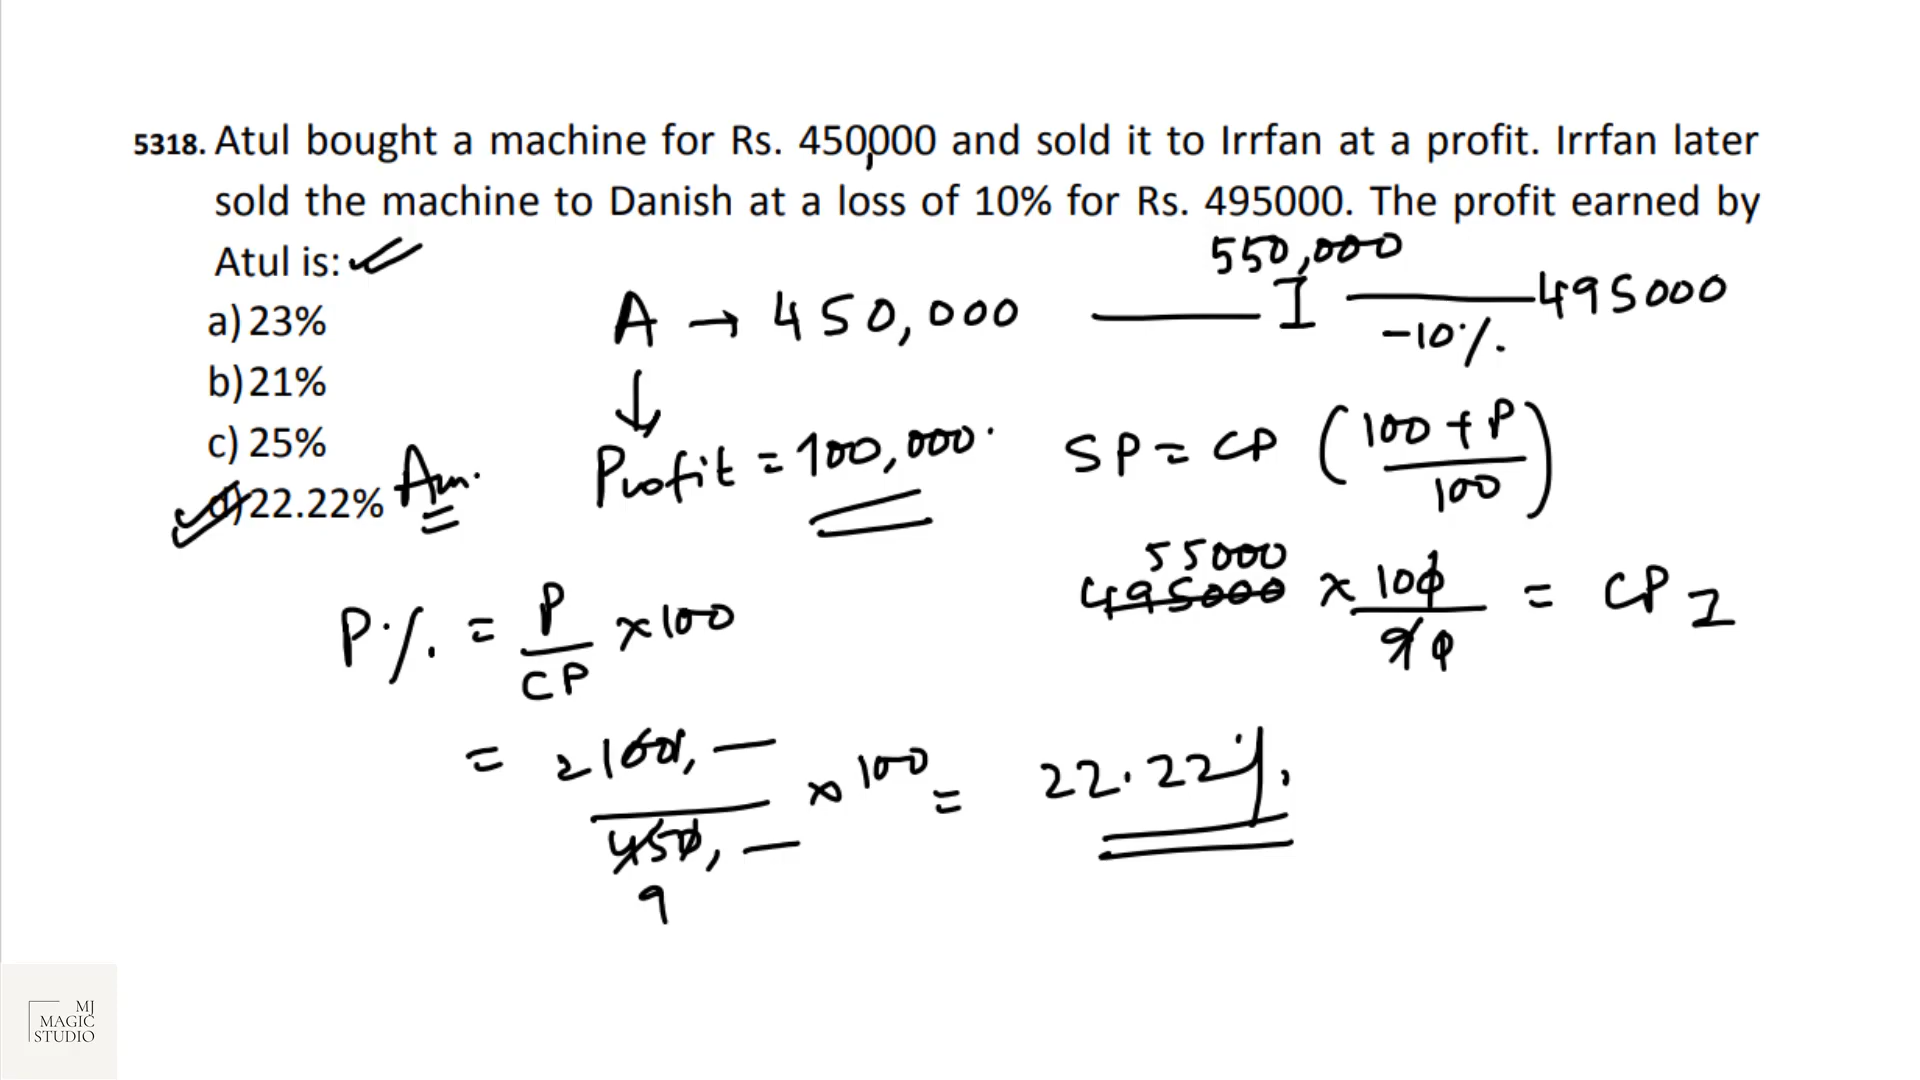 5318. Atul bought a machine for Rs. 450000 and sold it to Irrfan at a profit. Irrfan later
sold the machine to Danish at a loss of 10% for Rs. 495000. The profit earned by
Atul is:
550,000
a) 23%
A → 450,000 — I — 495000
-10%.
b) 21%
c) 25%
Profit = 100,000.
SP = CP (100 + P / 100)
d) 22.22% Ans.
55000
495000 × 100 / 90 = CP I
P%. = P / CP × 100
= 2 100, — / 450, — × 100 = 22.22%.
9
MJ
MAGIC
STUDIO